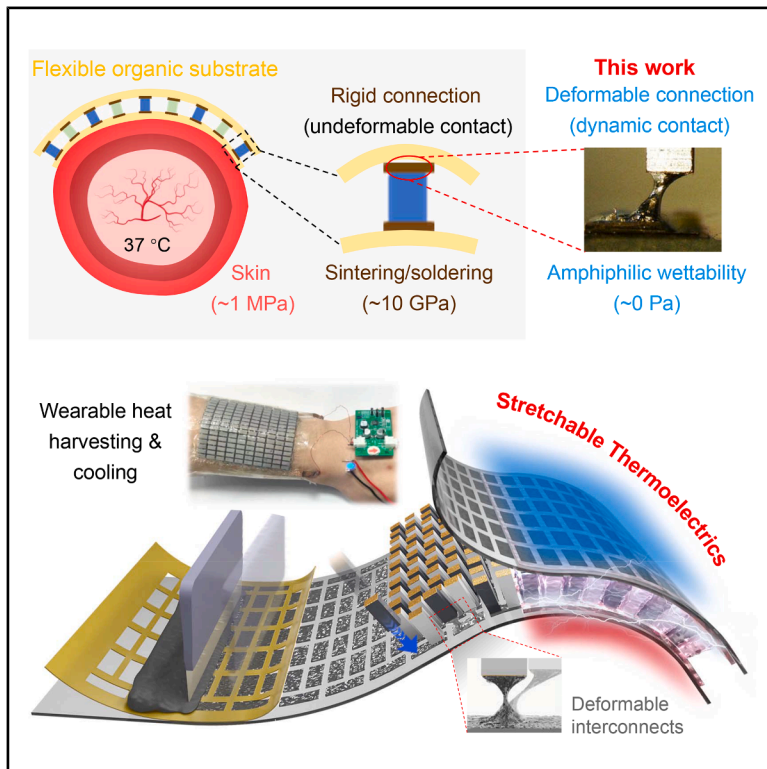 Flexible organic substrate
37 °C
Skin
(~1 MPa)
Rigid connection
(undeformable contact)
Sintering/soldering
(~10 GPa)
This work
Deformable connection
(dynamic contact)
Amphiphilic wettability
(~0 Pa)
Wearable heat
harvesting &
cooling
Stretchable Thermoelectrics
Deformable
interconnects